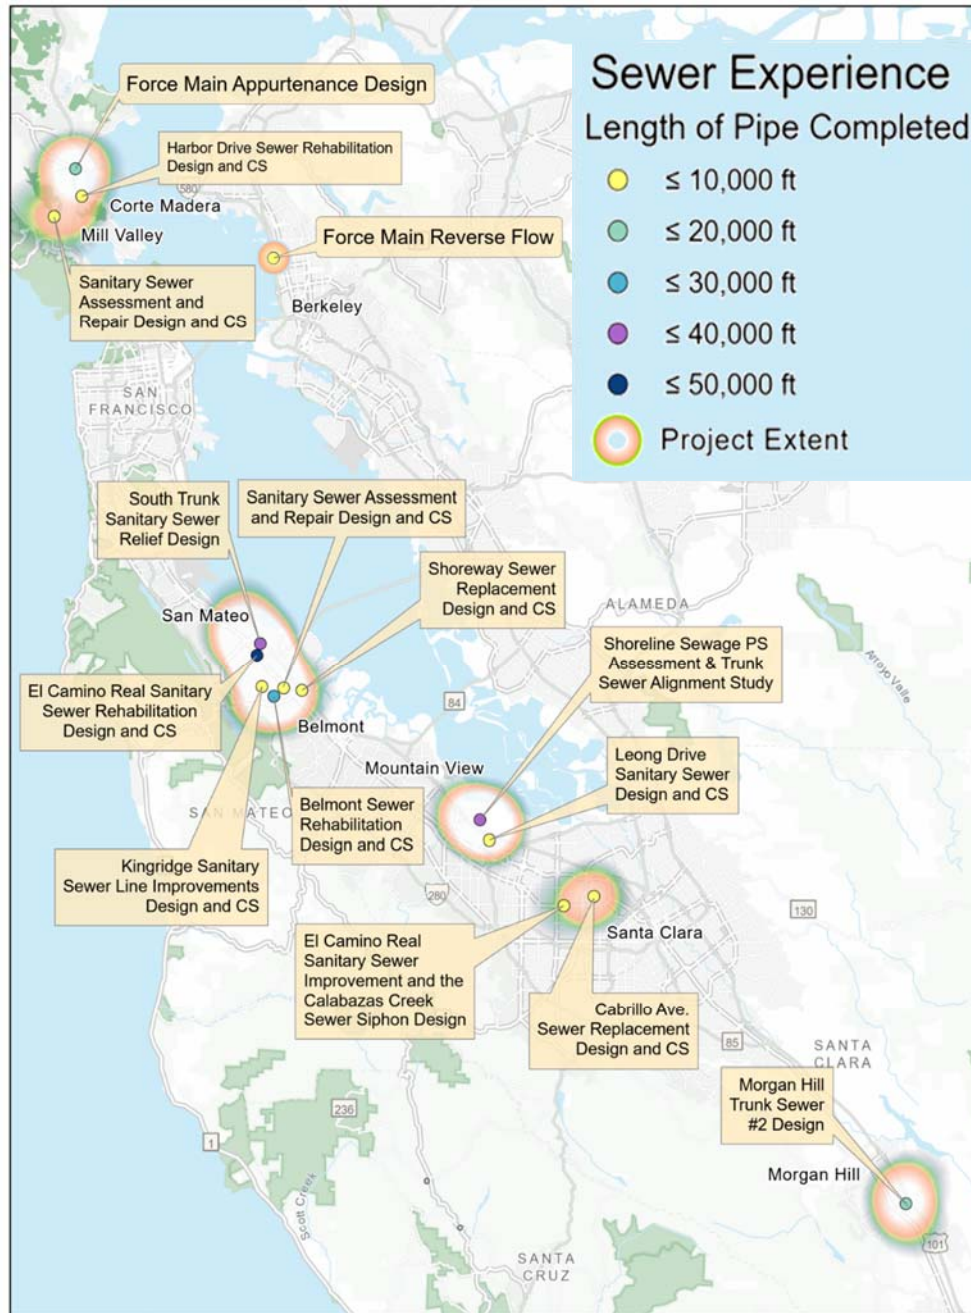 Sewer Experience
Length of Pipe Completed
≤ 10,000 ft
≤ 20,000 ft
≤ 30,000 ft
≤ 40,000 ft
≤ 50,000 ft
Project Extent
Force Main Appurtenance Design
Harbor Drive Sewer Rehabilitation
Design and CS
580
Corte Madera
Mill Valley
Force Main Reverse Flow
Sanitary Sewer
Assessment and
Repair Design and CS
Berkeley
SAN
FRANCISCO
South Trunk
Sanitary Sewer
Relief Design
Sanitary Sewer Assessment
and Repair Design and CS
Shoreway Sewer
Replacement
Design and CS
San Mateo
ALAMEDA
Arroyo Valle
Shoreline Sewage PS
Assessment & Trunk
Sewer Alignment Study
El Camino Real Sanitary
Sewer Rehabilitation
Design and CS
84
Belmont
Mountain View
Leong Drive
Sanitary Sewer
Design and CS
SAN MATEO
Belmont Sewer
Rehabilitation
Design and CS
Kingridge Sanitary
Sewer Line Improvements
Design and CS
280
130
Santa Clara
El Camino Real
Sanitary Sewer
Improvement and the
Calabazas Creek
Sewer Siphon Design
Cabrillo Ave.
Sewer Replacement
Design and CS
85
SANTA
CLARA
Morgan Hill
Trunk Sewer
#2 Design
236
1
Morgan Hill
Scott Creek
101
SANTA
CRUZ